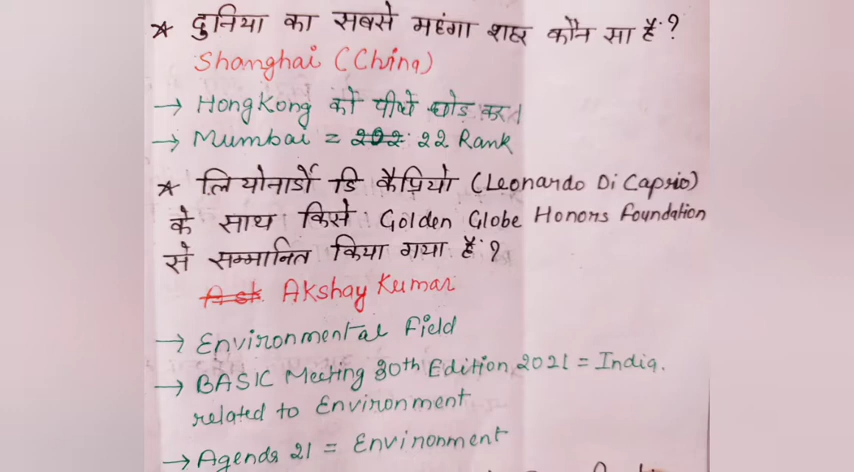 * दुनिया का सबसे महंगा शहर कौन सा है ?
Shanghai (China)
→ HongKong को पीछे छोड़ कर।
→ Mumbai = 22 Rank
* लियोनार्डो डि कैप्रियो (Leonardo Di Caprio)
के साथ किसे Golden Globe Honors Foundation
से सम्मानित किया गया है ?
Akshay Kumar
→ Environmental Field
→ BASIC Meeting 30th Edition 2021 = India.
related to Environment
→ Agenda 21 = Environment